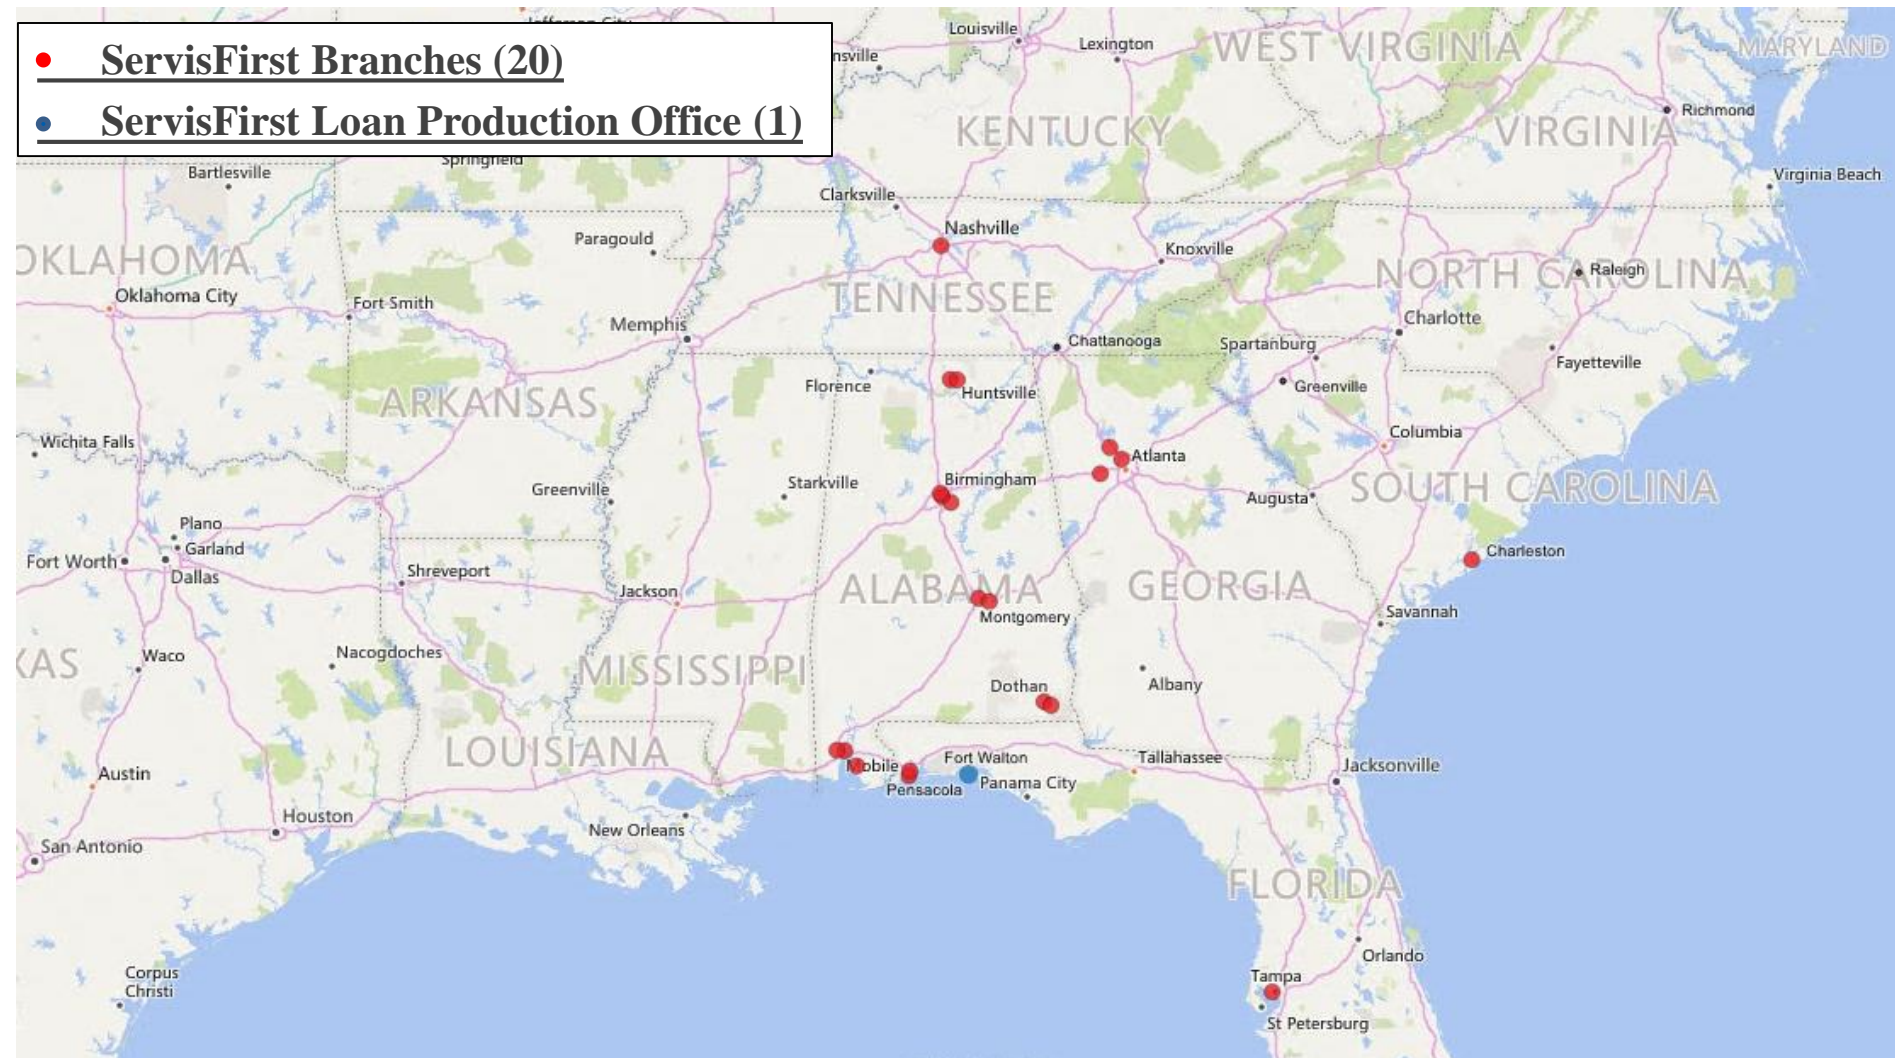 Jefferson City
ServisFirst Branches (20)
ServisFirst Loan Production Office (1)
Louisville
Lexington
WEST VIRGINIA
MARYLAND
nsville
Richmond
KENTUCKY
VIRGINIA
Springfield
Bartlesville
Virginia Beach
Clarksville
Nashville
Paragould
Knoxville
OKLAHOMA
NORTH CAROLINA
Raleigh
Oklahoma City
Fort Smith
TENNESSEE
Memphis
Charlotte
Chattanooga
Spartanburg
Fayetteville
Florence
Huntsville
Greenville
ARKANSAS
Wichita Falls
Columbia
Atlanta
Starkville
Birmingham
Greenville
Augusta
SOUTH CAROLINA
Plano
Garland
Fort Worth
Dallas
Charleston
Shreveport
Jackson
ALABAMA
GEORGIA
Montgomery
Savannah
Waco
Nacogdoches
XAS
MISSISSIPPI
Dothan
Albany
LOUISIANA
Mobile
Fort Walton
Tallahassee
Jacksonville
Austin
Pensacola
Panama City
Houston
New Orleans
San Antonio
FLORIDA
Orlando
Corpus
Christi
Tampa
St Petersburg